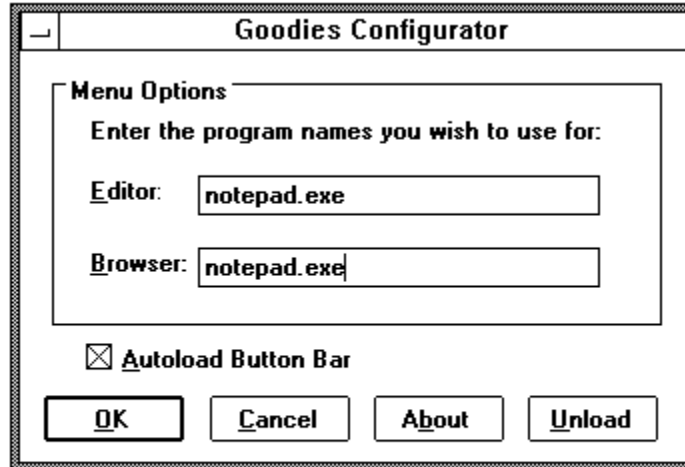 Goodies Configurator
Menu Options
Enter the program names you wish to use for:
Editor: notepad.exe
Browser: notepad.exe
Autoload Button Bar
OK Cancel About Unload